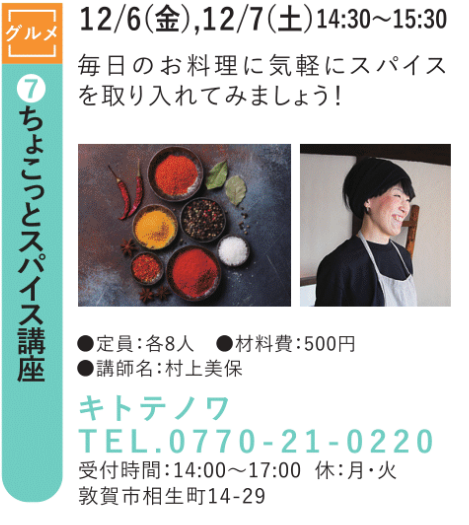 グルメ
12/6(金),12/7(土)14:30〜15:30
毎日のお料理に気軽にスパイス
を取り入れてみましょう!
7
ちょこっとスパイス講座
●定員:各8人 ●材料費:500円
●講師名:村上美保
キトテノワ
TEL.0770-21-0220
受付時間:14:00〜17:00 休:月・火
敦賀市相生町14-29